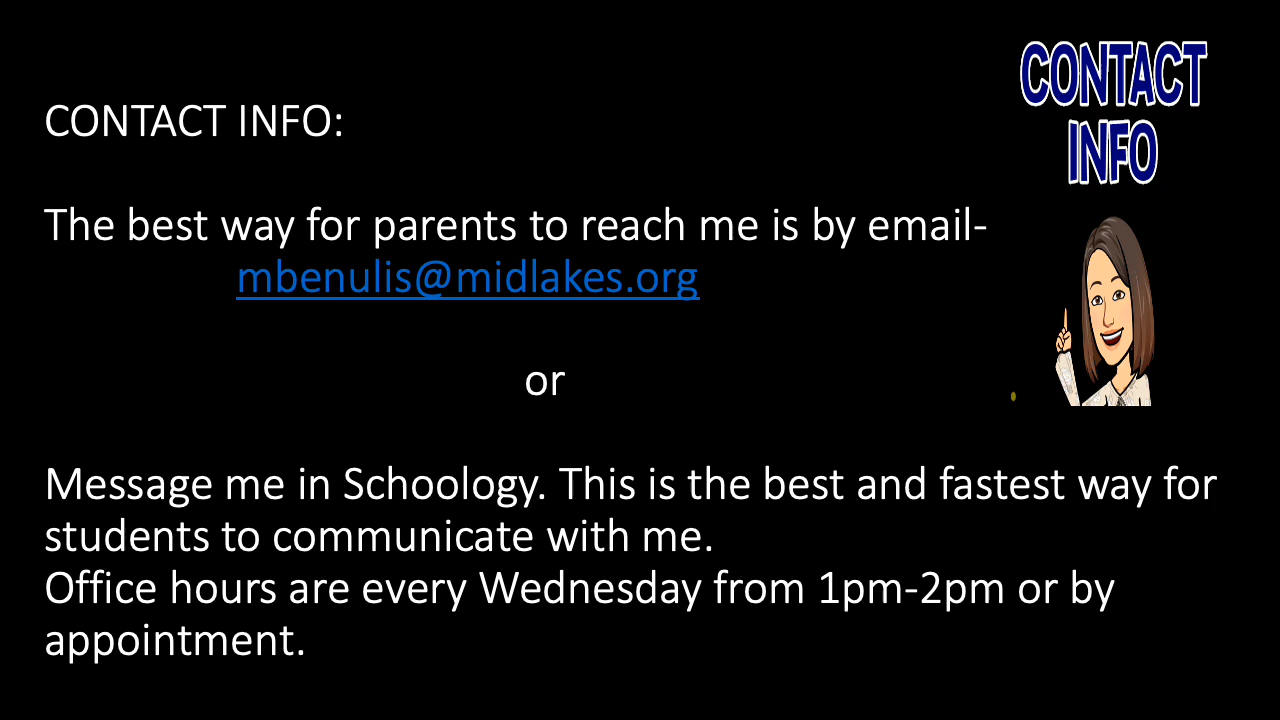 CONTACT
INFO
CONTACT INFO:
The best way for parents to reach me is by email-
mbenulis@midlakes.org
or
Message me in Schoology. This is the best and fastest way for
students to communicate with me.
Office hours are every Wednesday from 1pm-2pm or by
appointment.